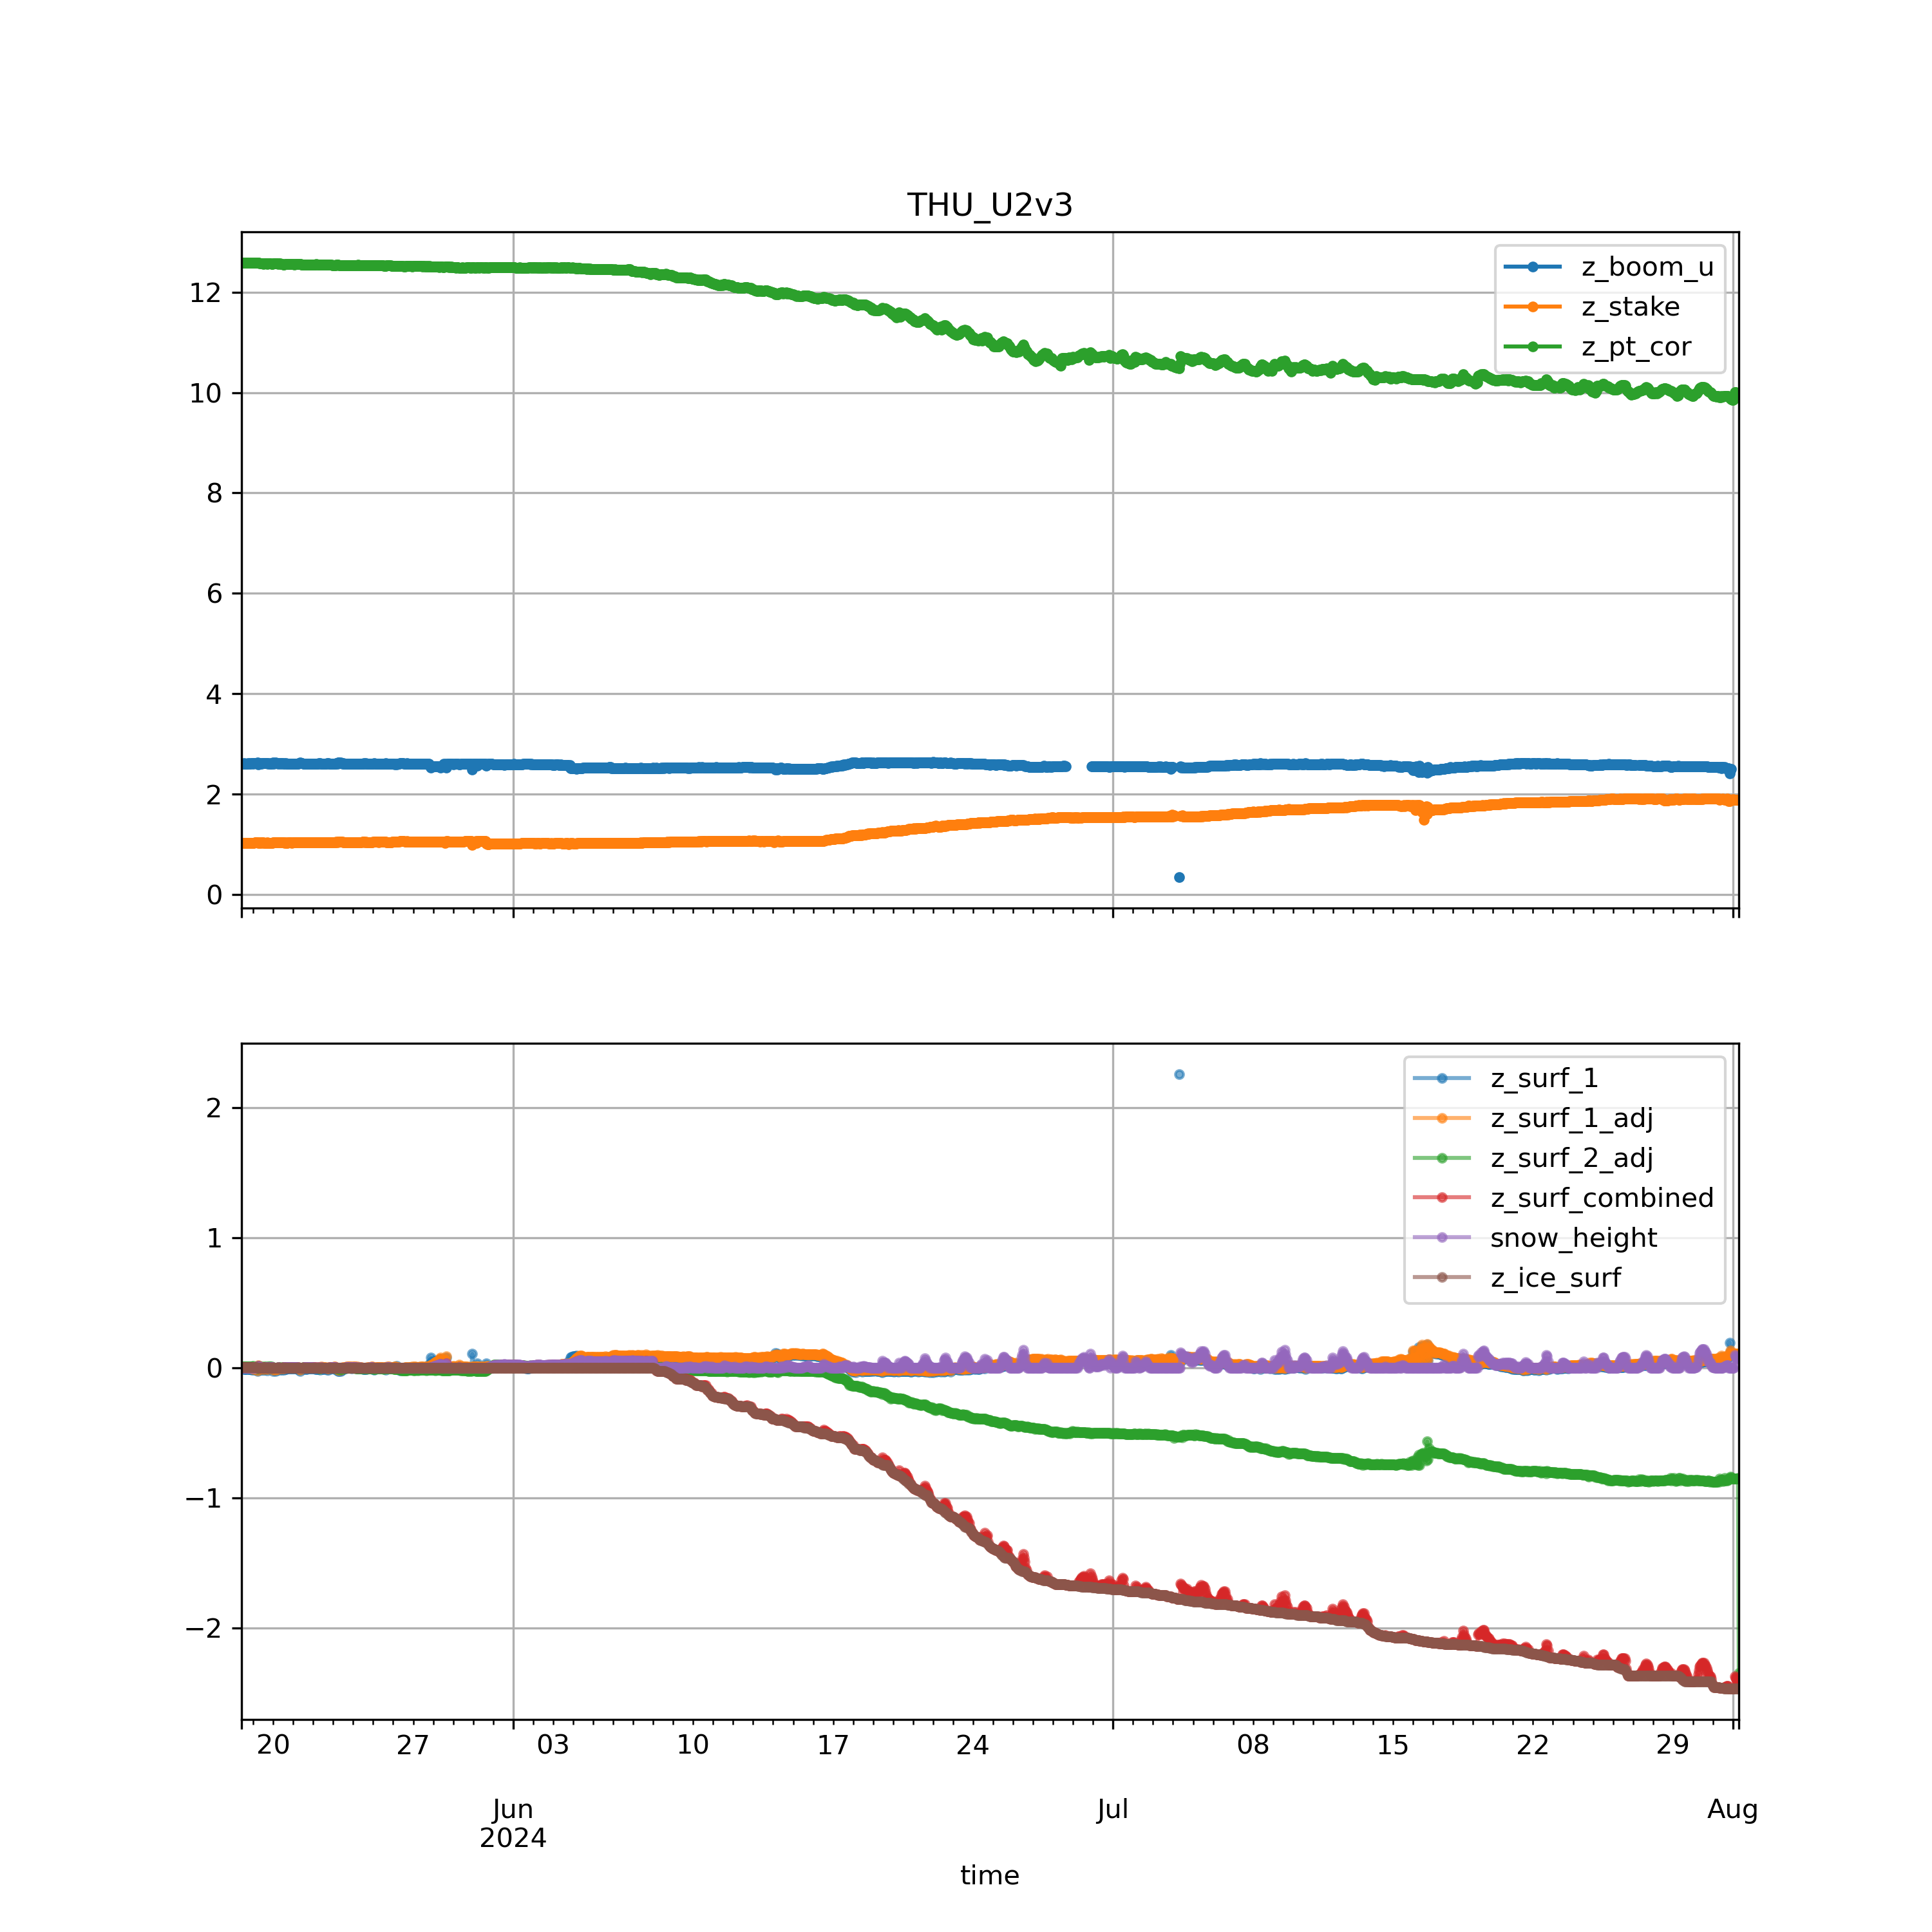 THU_U2v3
12
10
8
6
4
2
0
z_boom_u
z_stake
z_pt_cor
2
1
0
−1
−2
z_surf_1
z_surf_1_adj
z_surf_2_adj
z_surf_combined
snow_height
z_ice_surf
20 27 03 10 17 24 08 15 22 29
Jun Jul Aug
2024
time